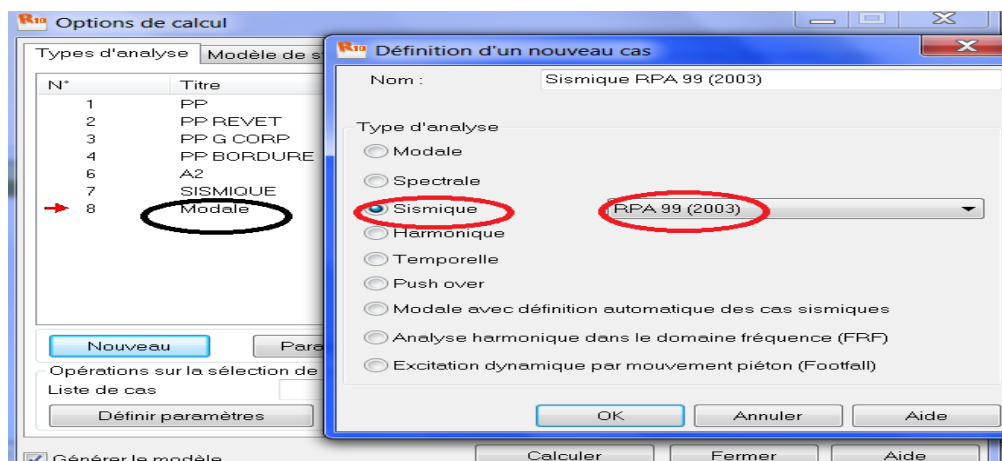 Options de calcul
Types d'analyse Modèle de s
N° Titre
1 PP
2 PP REVET
3 PP G CORP
4 PP BORDURE
6 A2
7 SISMIQUE
8 Modale
Nouveau Para
Opérations sur la sélection de
Liste de cas
Définir paramètres
Générer le modèle
Calculer Fermer Aide
Définition d'un nouveau cas
Nom : Sismique RPA 99 (2003)
Type d'analyse
Modale
Spectrale
Sismique RPA 99 (2003)
Harmonique
Temporelle
Push over
Modale avec définition automatique des cas sismiques
Analyse harmonique dans le domaine fréquence (FRF)
Excitation dynamique par mouvement piéton (Footfall)
OK Annuler Aide